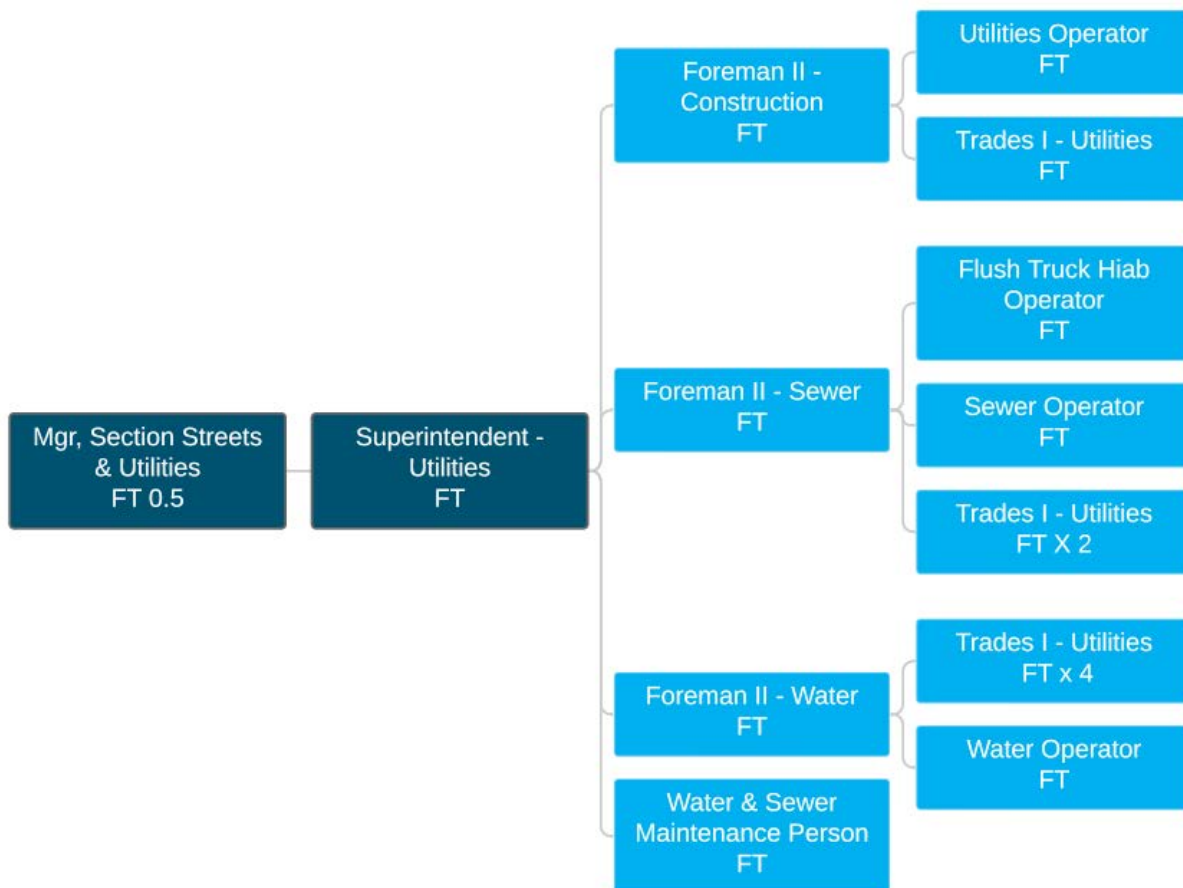 Mgr, Section Streets
& Utilities
FT 0.5
Superintendent -
Utilities
FT
Foreman II -
Construction
FT
Utilities Operator
FT
Trades I - Utilities
FT
Foreman II - Sewer
FT
Flush Truck Hiab
Operator
FT
Sewer Operator
FT
Trades I - Utilities
FT X 2
Foreman II - Water
FT
Trades I - Utilities
FT x 4
Water Operator
FT
Water & Sewer
Maintenance Person
FT